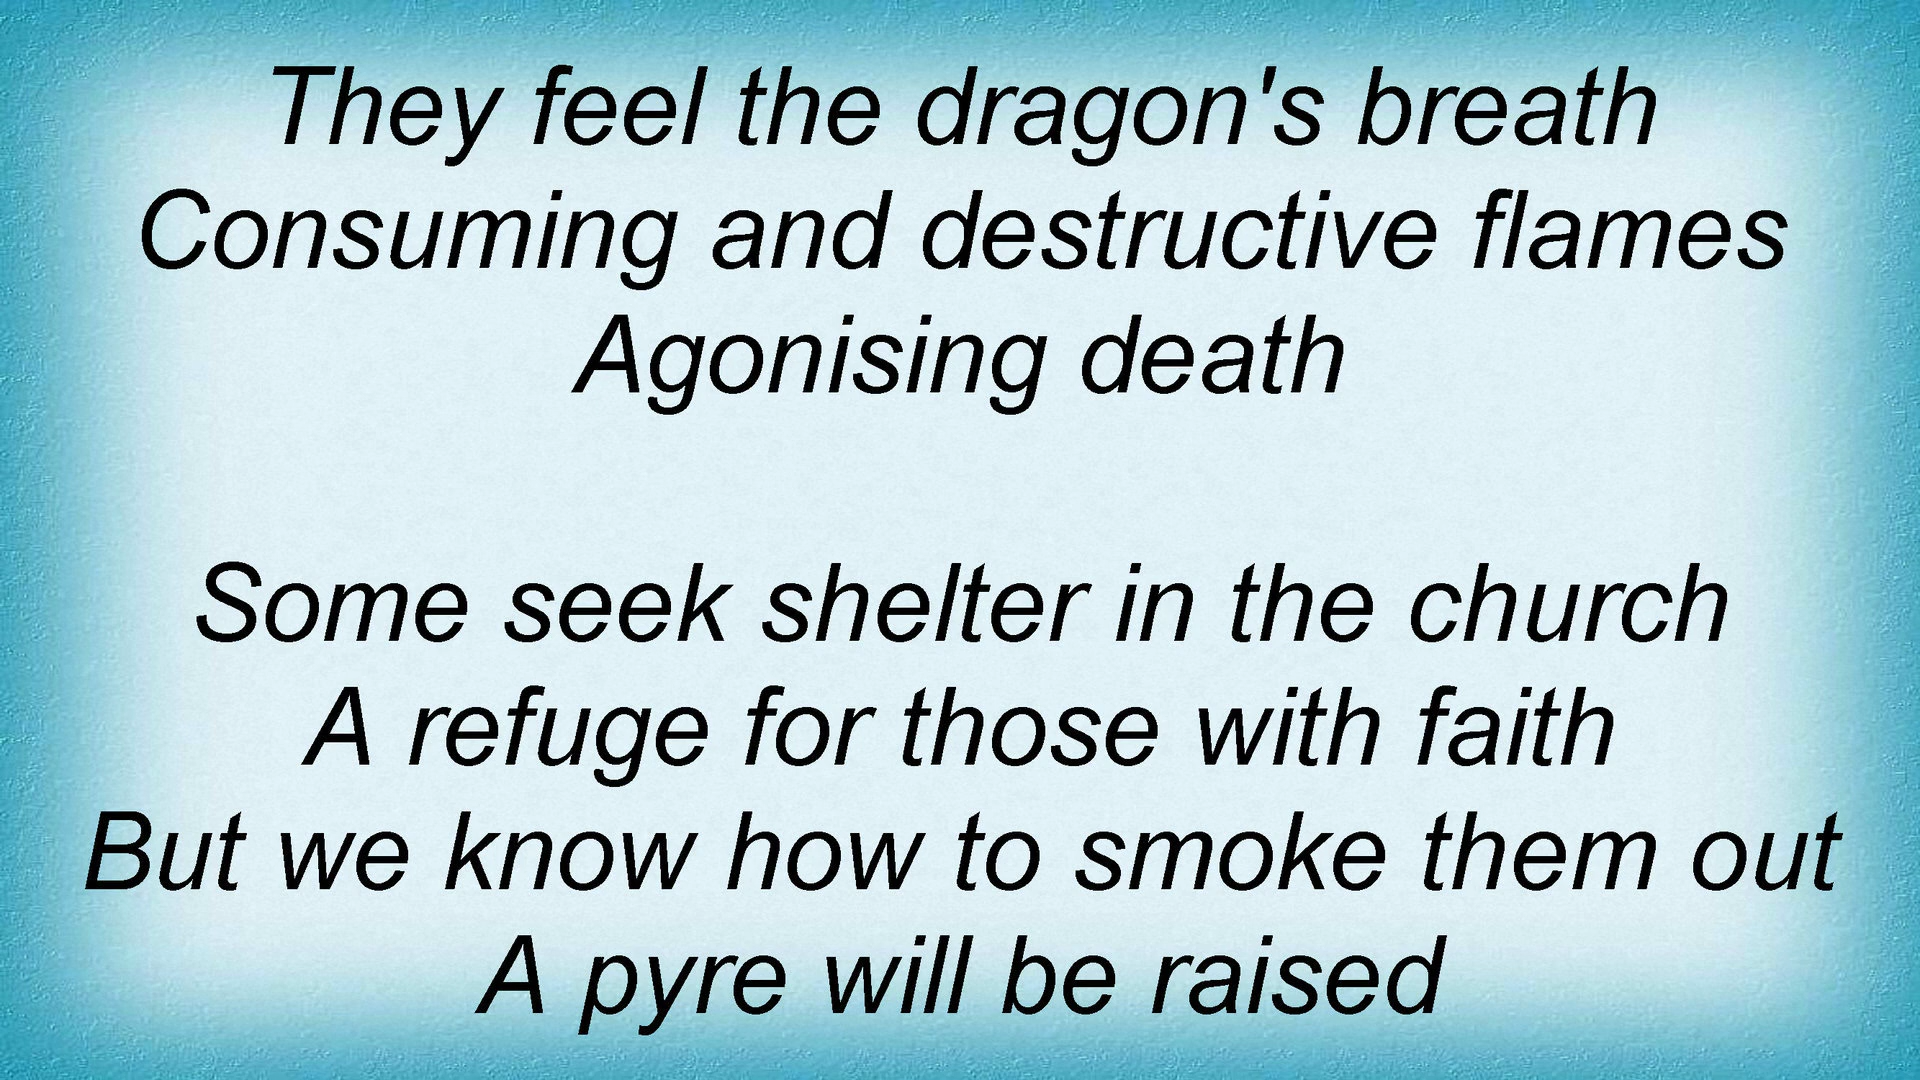 They feel the dragon's breath
Consuming and destructive flames
Agonising death
Some seek shelter in the church
A refuge for those with faith
But we know how to smoke them out
A pyre will be raised